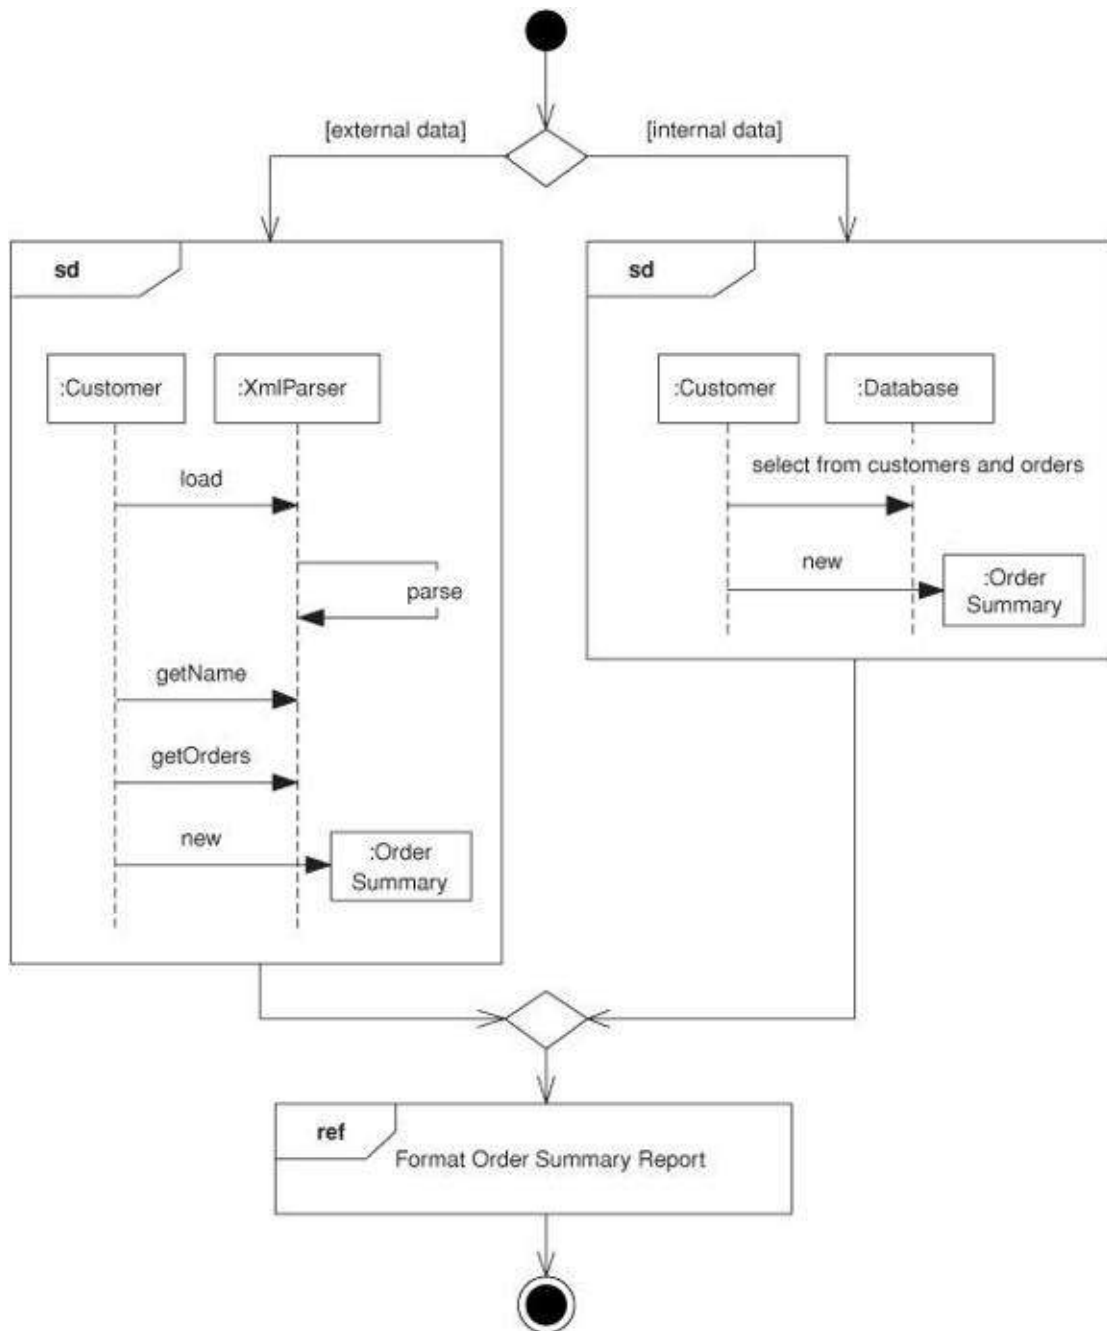 [external data]
[internal data]
sd
:Customer
:XmlParser
load
parse
getName
getOrders
new
:Order
Summary
sd
:Customer
:Database
select from customers and orders
new
:Order
Summary
ref
Format Order Summary Report